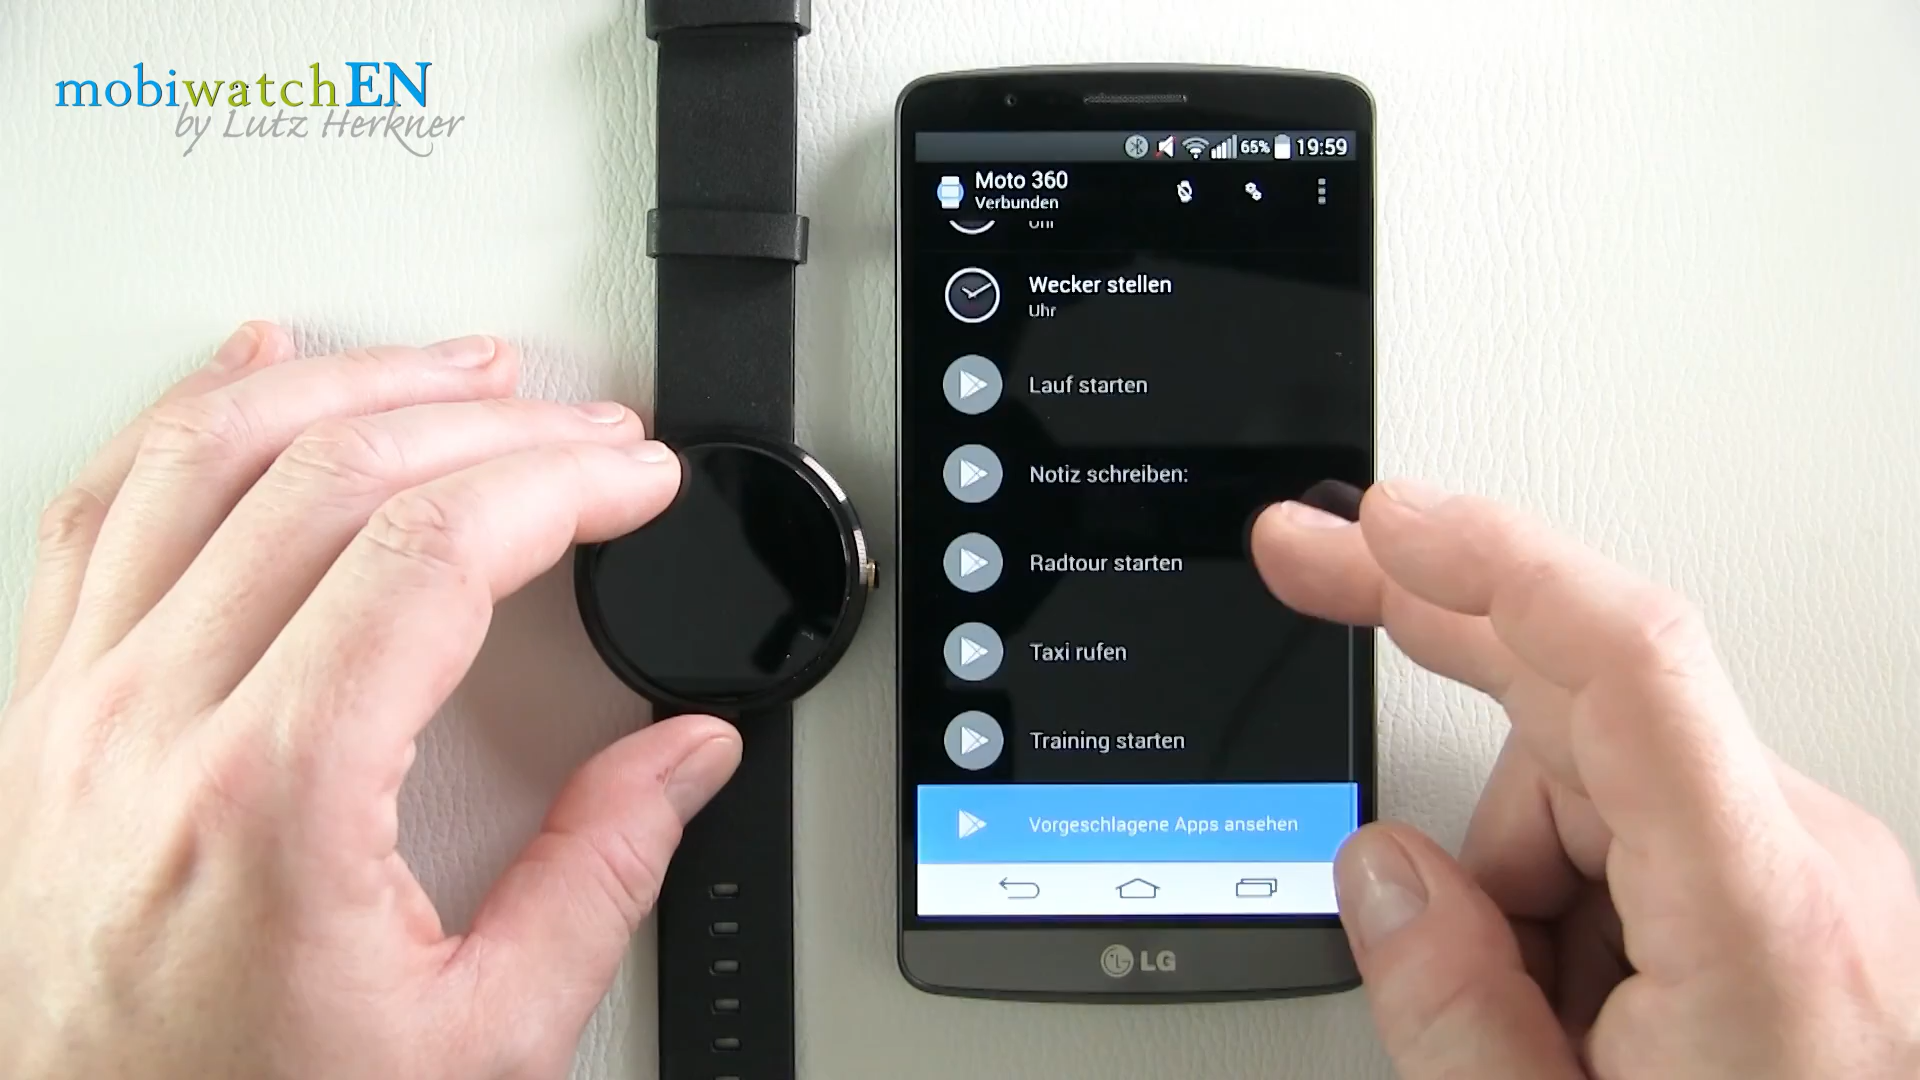 mobiwatchEN
by Lutz Herkner
65% 19:59
Moto 360
Verbunden
Uhr
Wecker stellen
Uhr
Lauf starten
Notiz schreiben:
Radtour starten
Taxi rufen
Training starten
Vorgeschlagene Apps ansehen
LG